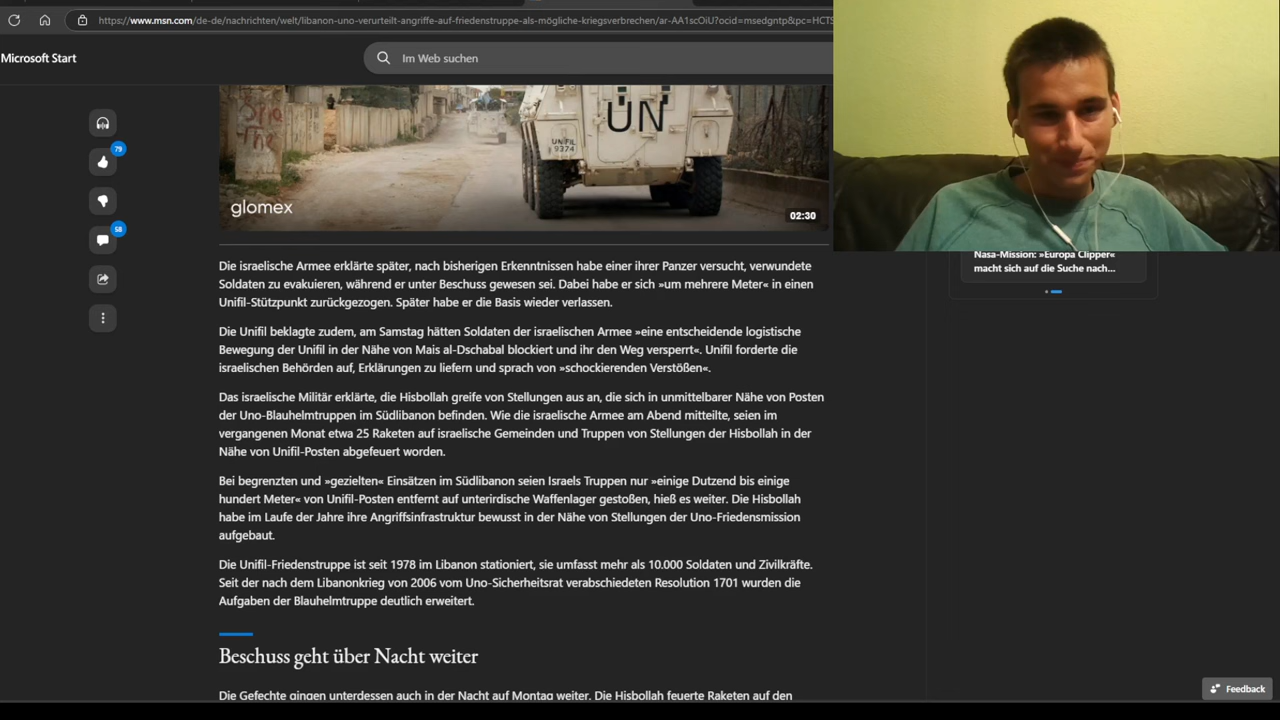 https://www.msn.com/de-de/nachrichten/welt/libanon-uno-verurteilt-angriffe-auf-friedenstruppe-als-mögliche-kriegsverbrechen/ar-AA1scOiU?ocid=msedgntp&pc=HCTS
Microsoft Start
Im Web suchen
79
58
UN
UNIFIL
9374
glomex
02:30
Nasa-Mission: »Europa Clipper«
macht sich auf die Suche nach...
Die israelische Armee erklärte später, nach bisherigen Erkenntnissen habe einer ihrer Panzer versucht, verwundete
Soldaten zu evakuieren, während er unter Beschuss gewesen sei. Dabei habe er sich »um mehrere Meter« in einen
Unifil-Stützpunkt zurückgezogen. Später habe er die Basis wieder verlassen.
Die Unifil beklagte zudem, am Samstag hätten Soldaten der israelischen Armee »eine entscheidende logistische
Bewegung der Unifil in der Nähe von Mais al-Dschabal blockiert und ihr den Weg versperrt«. Unifil forderte die
israelischen Behörden auf, Erklärungen zu liefern und sprach von »schockierenden Verstößen«.
Das israelische Militär erklärte, die Hisbollah greife von Stellungen aus an, die sich in unmittelbarer Nähe von Posten
der Uno-Blauhelmtruppen im Südlibanon befinden. Wie die israelische Armee am Abend mitteilte, seien im
vergangenen Monat etwa 25 Raketen auf israelische Gemeinden und Truppen von Stellungen der Hisbollah in der
Nähe von Unifil-Posten abgefeuert worden.
Bei begrenzten und »gezielten« Einsätzen im Südlibanon seien Israels Truppen nur »einige Dutzend bis einige
hundert Meter« von Unifil-Posten entfernt auf unterirdische Waffenlager gestoßen, hieß es weiter. Die Hisbollah
habe im Laufe der Jahre ihre Angriffsinfrastruktur bewusst in der Nähe von Stellungen der Uno-Friedensmission
aufgebaut.
Die Unifil-Friedenstruppe ist seit 1978 im Libanon stationiert, sie umfasst mehr als 10.000 Soldaten und Zivilkräfte.
Seit der nach dem Libanonkrieg von 2006 vom Uno-Sicherheitsrat verabschiedeten Resolution 1701 wurden die
Aufgaben der Blauhelmtruppe deutlich erweitert.
Beschuss geht über Nacht weiter
Die Gefechte gingen unterdessen auch in der Nacht auf Montag weiter. Die Hisbollah feuerte Raketen auf den
Feedback